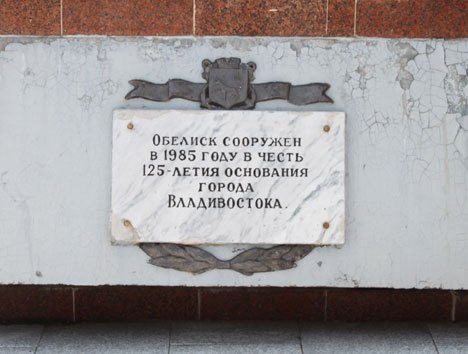 Обелиск сооружен
в 1985 году в честь
125-летия основания
города
Владивостока.